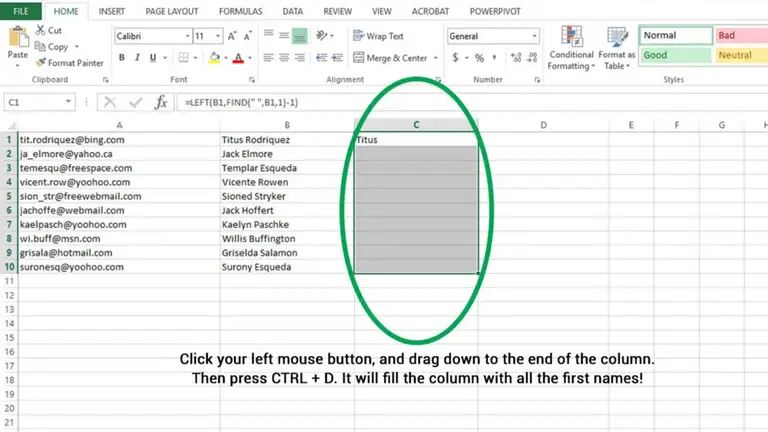 FILE HOME INSERT PAGE LAYOUT FORMULAS DATA REVIEW VIEW ACROBAT POWERPIVOT
Cut
Copy
Format Painter
Paste
Clipboard
Calibri 11 A A
B I U A
Font
Wrap Text
Merge & Center
Alignment
General
$ % , .00 .0
Number
Conditional Formatting
Format as Table
Normal Bad
Good Neutral
Styles
C1 fx =LEFT(B1,FIND(" ",B1,1)-1)
A B C D E F G H
1 tit.rodriquez@bing.com Titus Rodriquez Titus
2 ja_elmore@yahoo.ca Jack Elmore
3 temesqu@freespace.com Templar Esqueda
4 vicent.row@yoohoo.com Vicente Rowen
5 sion_str@freewebmail.com Sioned Stryker
6 jachoffe@webmail.com Jack Hoffert
7 kaelpasch@yoohoo.com Kaelyn Paschke
8 wi.buff@msn.com Willis Buffington
9 grisala@hotmail.com Griselda Salamon
10 suronesq@yoohoo.com Surony Esqueda
11
12
13
14
15
16
17
18
19
20
21
Click your left mouse button, and drag down to the end of the column.
Then press CTRL + D. It will fill the column with all the first names!